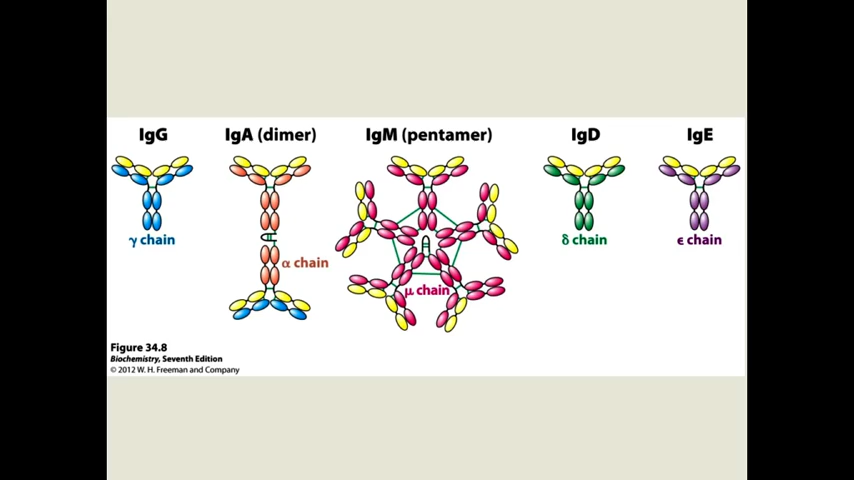 IgG
IgA (dimer)
IgM (pentamer)
IgD
IgE
γ chain
α chain
μ chain
δ chain
ϵ chain
Figure 34.8
Biochemistry, Seventh Edition
© 2012 W. H. Freeman and Company